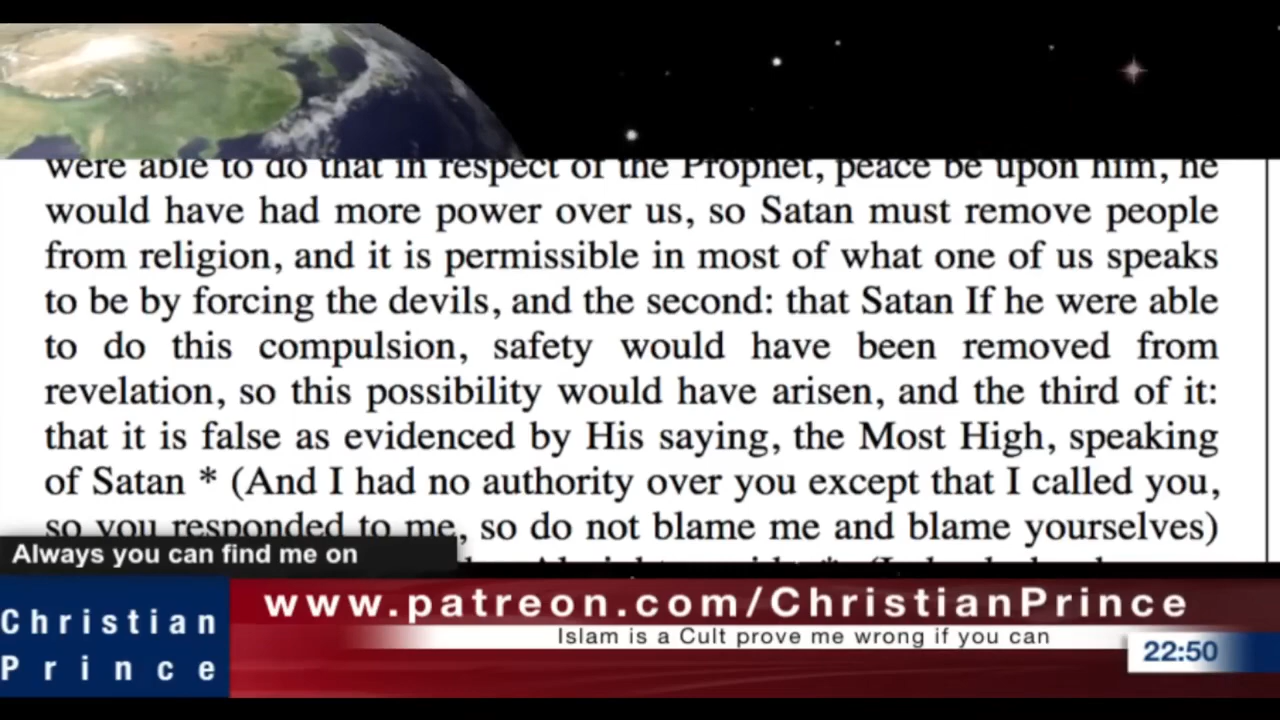 were able to do that in respect of the Prophet, peace be upon him, he
would have had more power over us, so Satan must remove people
from religion, and it is permissible in most of what one of us speaks
to be by forcing the devils, and the second: that Satan If he were able
to do this compulsion, safety would have been removed from
revelation, so this possibility would have arisen, and the third of it:
that it is false as evidenced by His saying, the Most High, speaking
of Satan * (And I had no authority over you except that I called you,
so you responded to me, so do not blame me and blame yourselves)
Always you can find me on
Christian
Prince
www.patreon.com/ChristianPrince
Islam is a Cult prove me wrong if you can
22:50